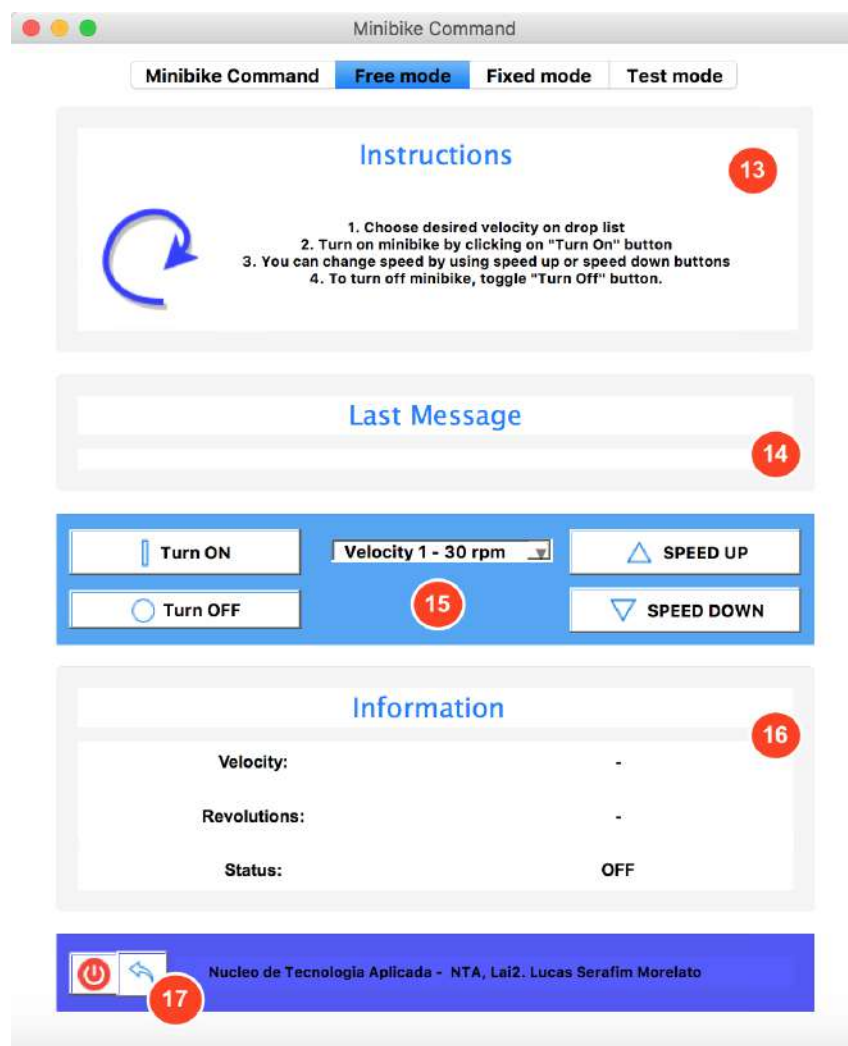 Minibike Command
Minibike Command Free mode Fixed mode Test mode
Instructions
13
1. Choose desired velocity on drop list
2. Turn on minibike by clicking on "Turn On" button
3. You can change speed by using speed up or speed down buttons
4. To turn off minibike, toggle "Turn Off" button.
Last Message
14
Turn ON Velocity 1 - 30 rpm SPEED UP
15
Turn OFF SPEED DOWN
Information
16
Velocity: -
Revolutions: -
Status: OFF
Nucleo de Tecnologia Aplicada - NTA, Lai2. Lucas Serafim Morelato
17